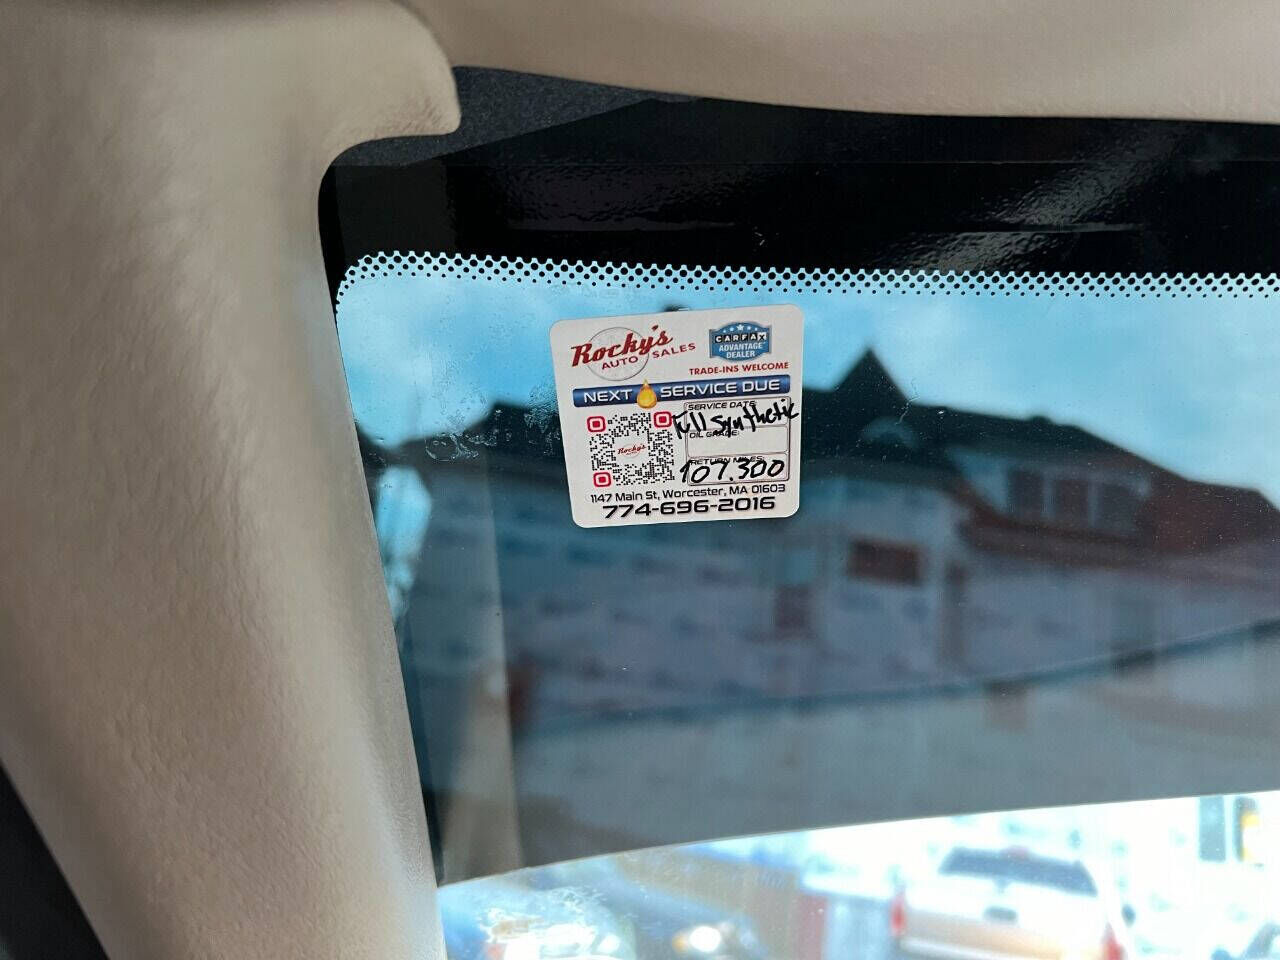 Rocky's
AUTO SALES
CARFAX
ADVANTAGE
DEALER
TRADE-INS WELCOME
NEXT SERVICE DUE
SERVICE DATE:
Full Synthetic
OIL GRADE:
RETURN MILES:
107.300
Rocky's
1147 Main St, Worcester, MA 01603
774-696-2016